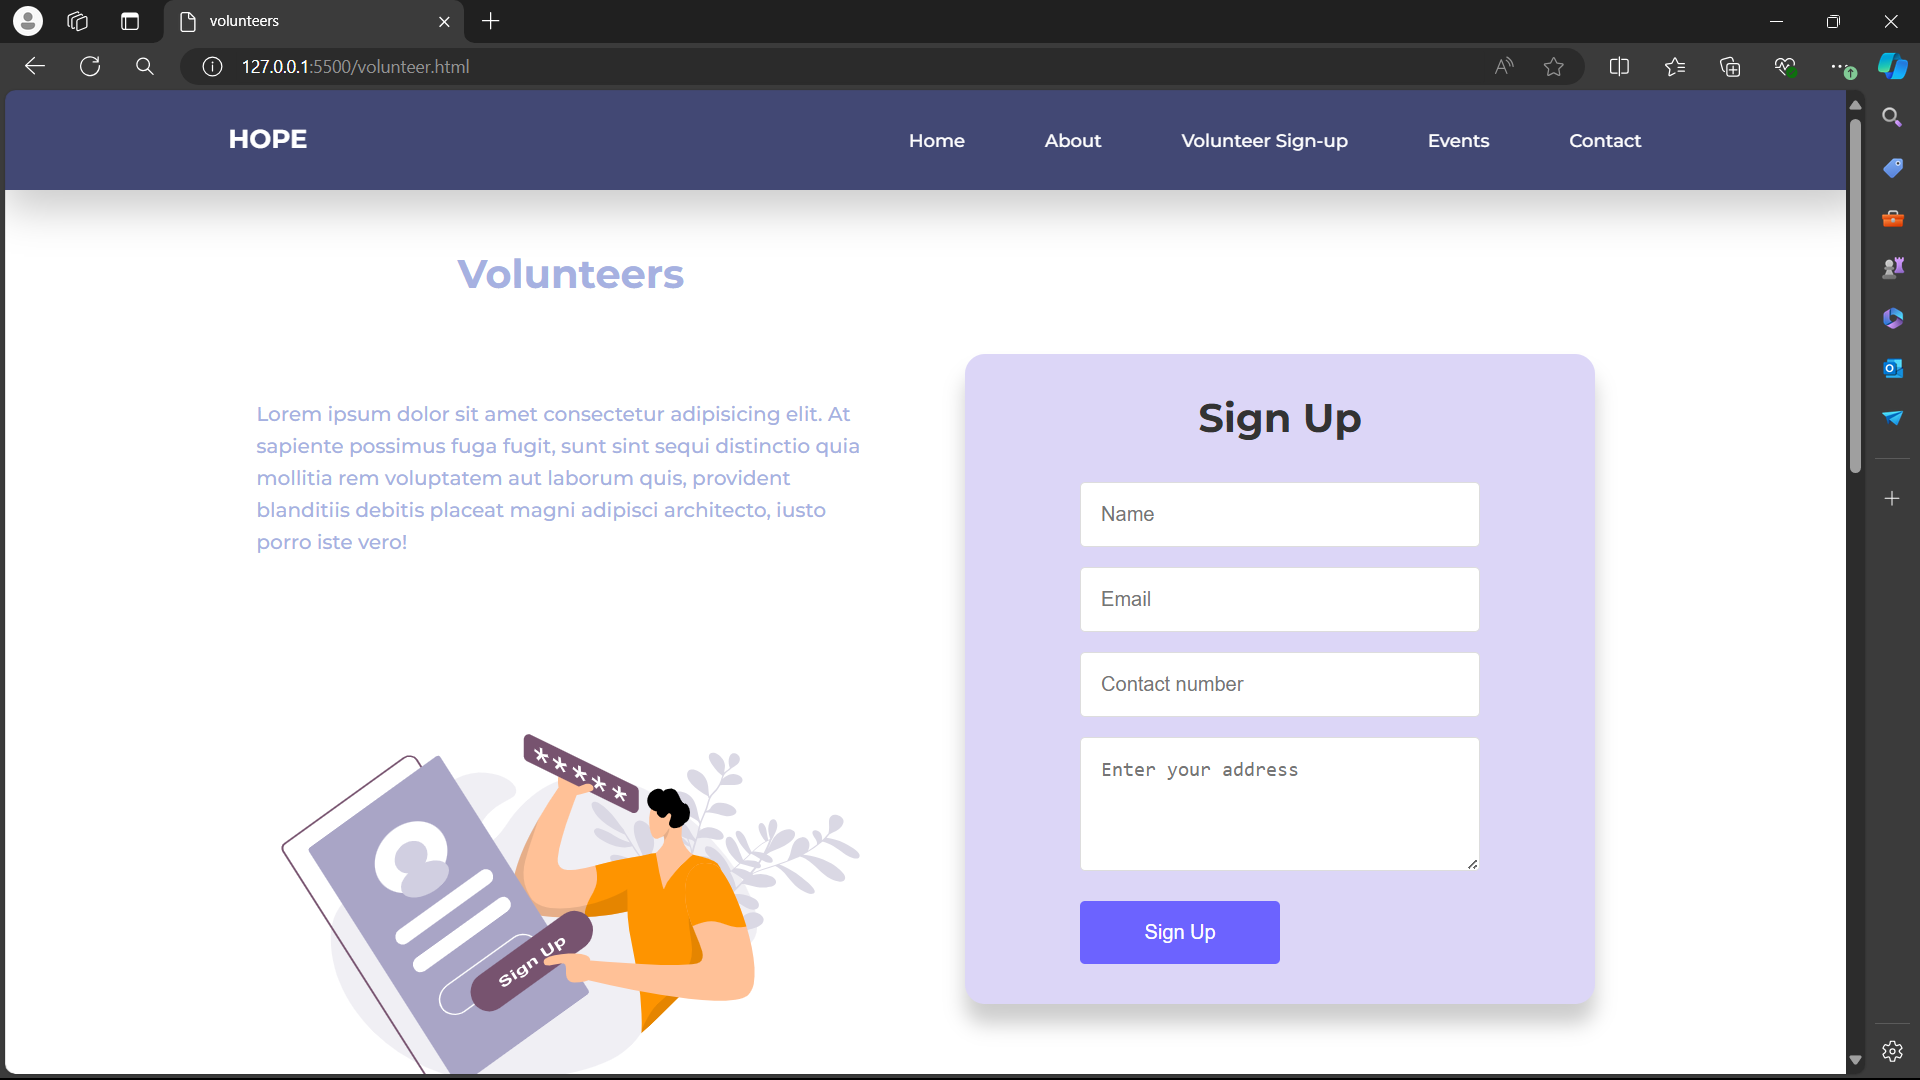 volunteers
127.0.0.1:5500/volunteer.html
HOPE
Home
About
Volunteer Sign-up
Events
Contact
Volunteers
Lorem ipsum dolor sit amet consectetur adipisicing elit. At
sapiente possimus fuga fugit, sunt sint sequi distinctio quia
mollitia rem voluptatem aut laborum quis, provident
blanditiis debitis placeat magni adipisci architecto, iusto
porro iste vero!
*****
Sign Up
Sign Up
Name
Email
Contact number
Enter your address
Sign Up